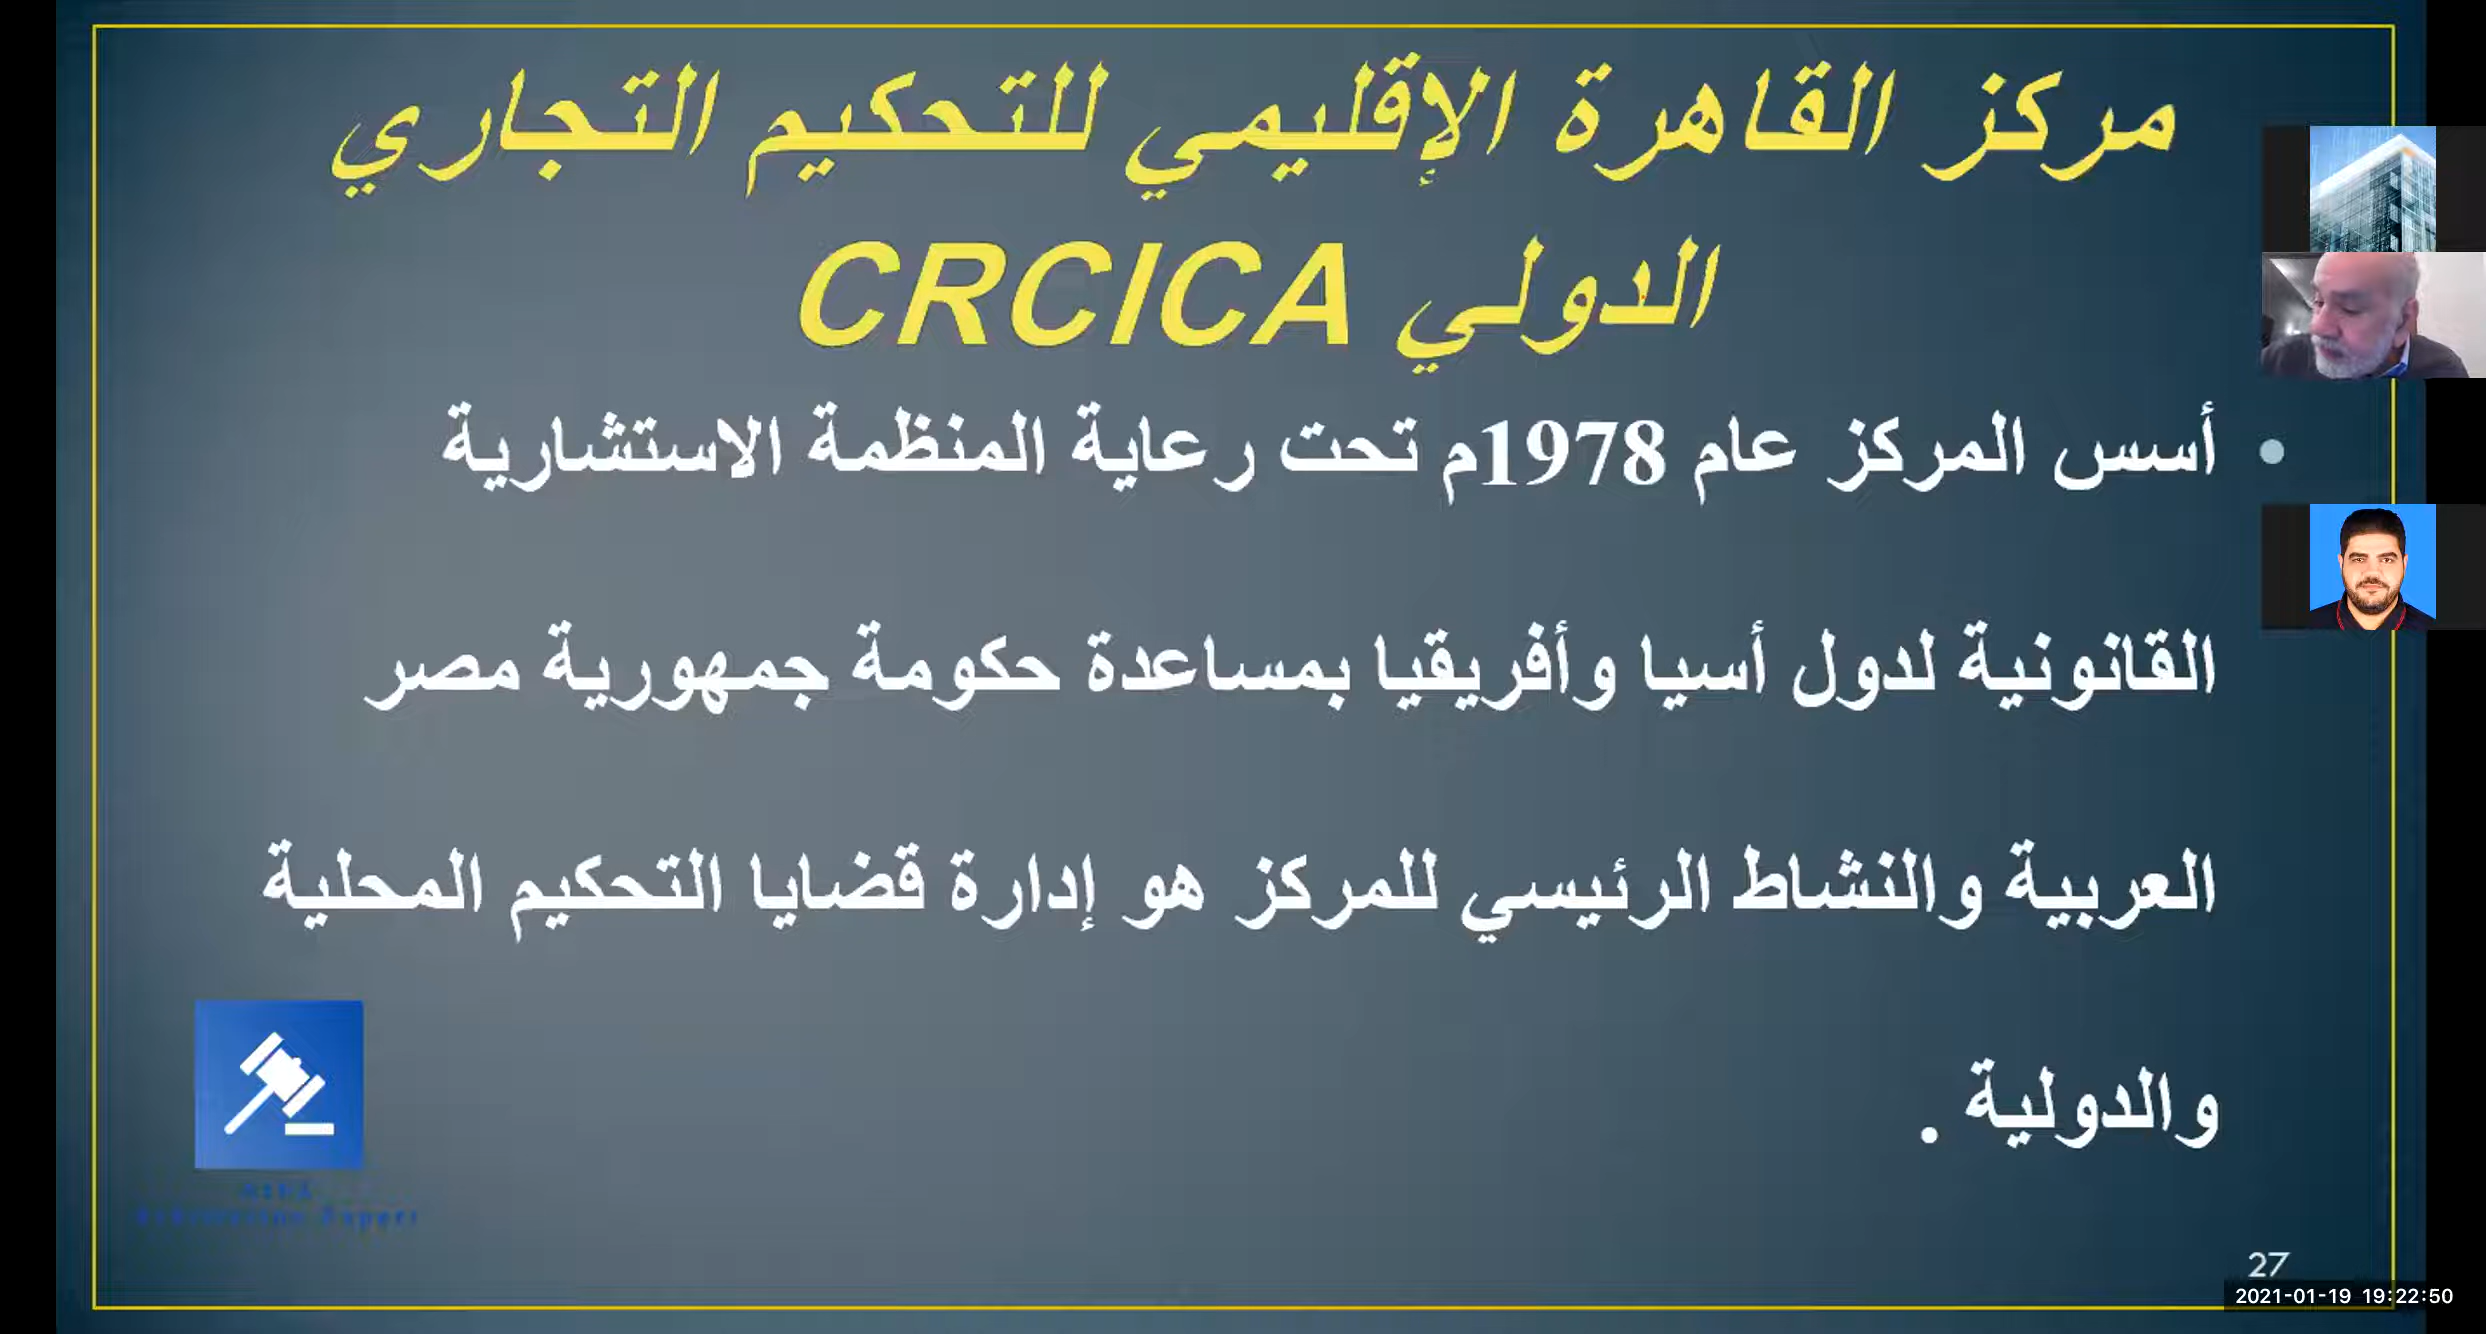 مركز القاهرة الإقليمي للتحكيم التجاري
الدولي CRCICA
• أسس المركز عام 1978م تحت رعاية المنظمة الاستشارية
القانونية لدول أسيا وأفريقيا بمساعدة حكومة جمهورية مصر
العربية والنشاط الرئيسي للمركز هو إدارة قضايا التحكيم المحلية
والدولية .
27
2021-01-19 19:22:50